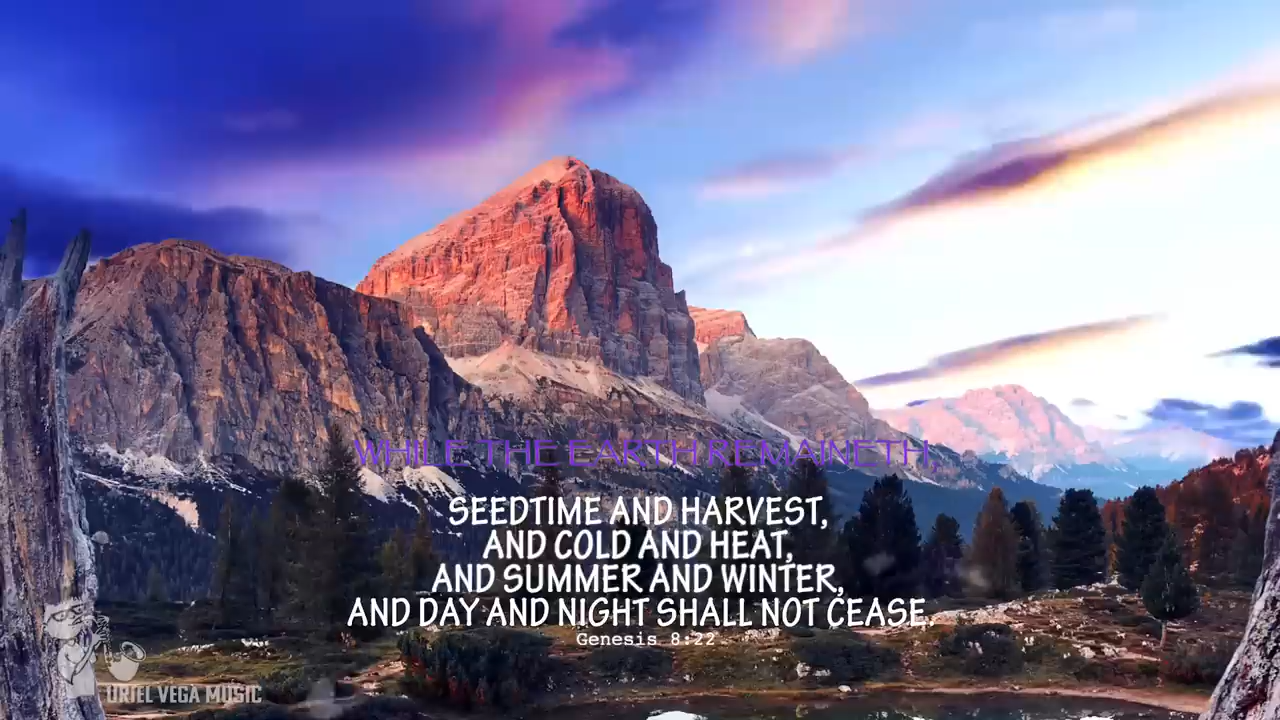 WHILE THE EARTH REMAINETH,
SEEDTIME AND HARVEST,
AND COLD AND HEAT,
AND SUMMER AND WINTER,
AND DAY AND NIGHT SHALL NOT CEASE.
Genesis 8:22
URIEL VEGA MUSIC